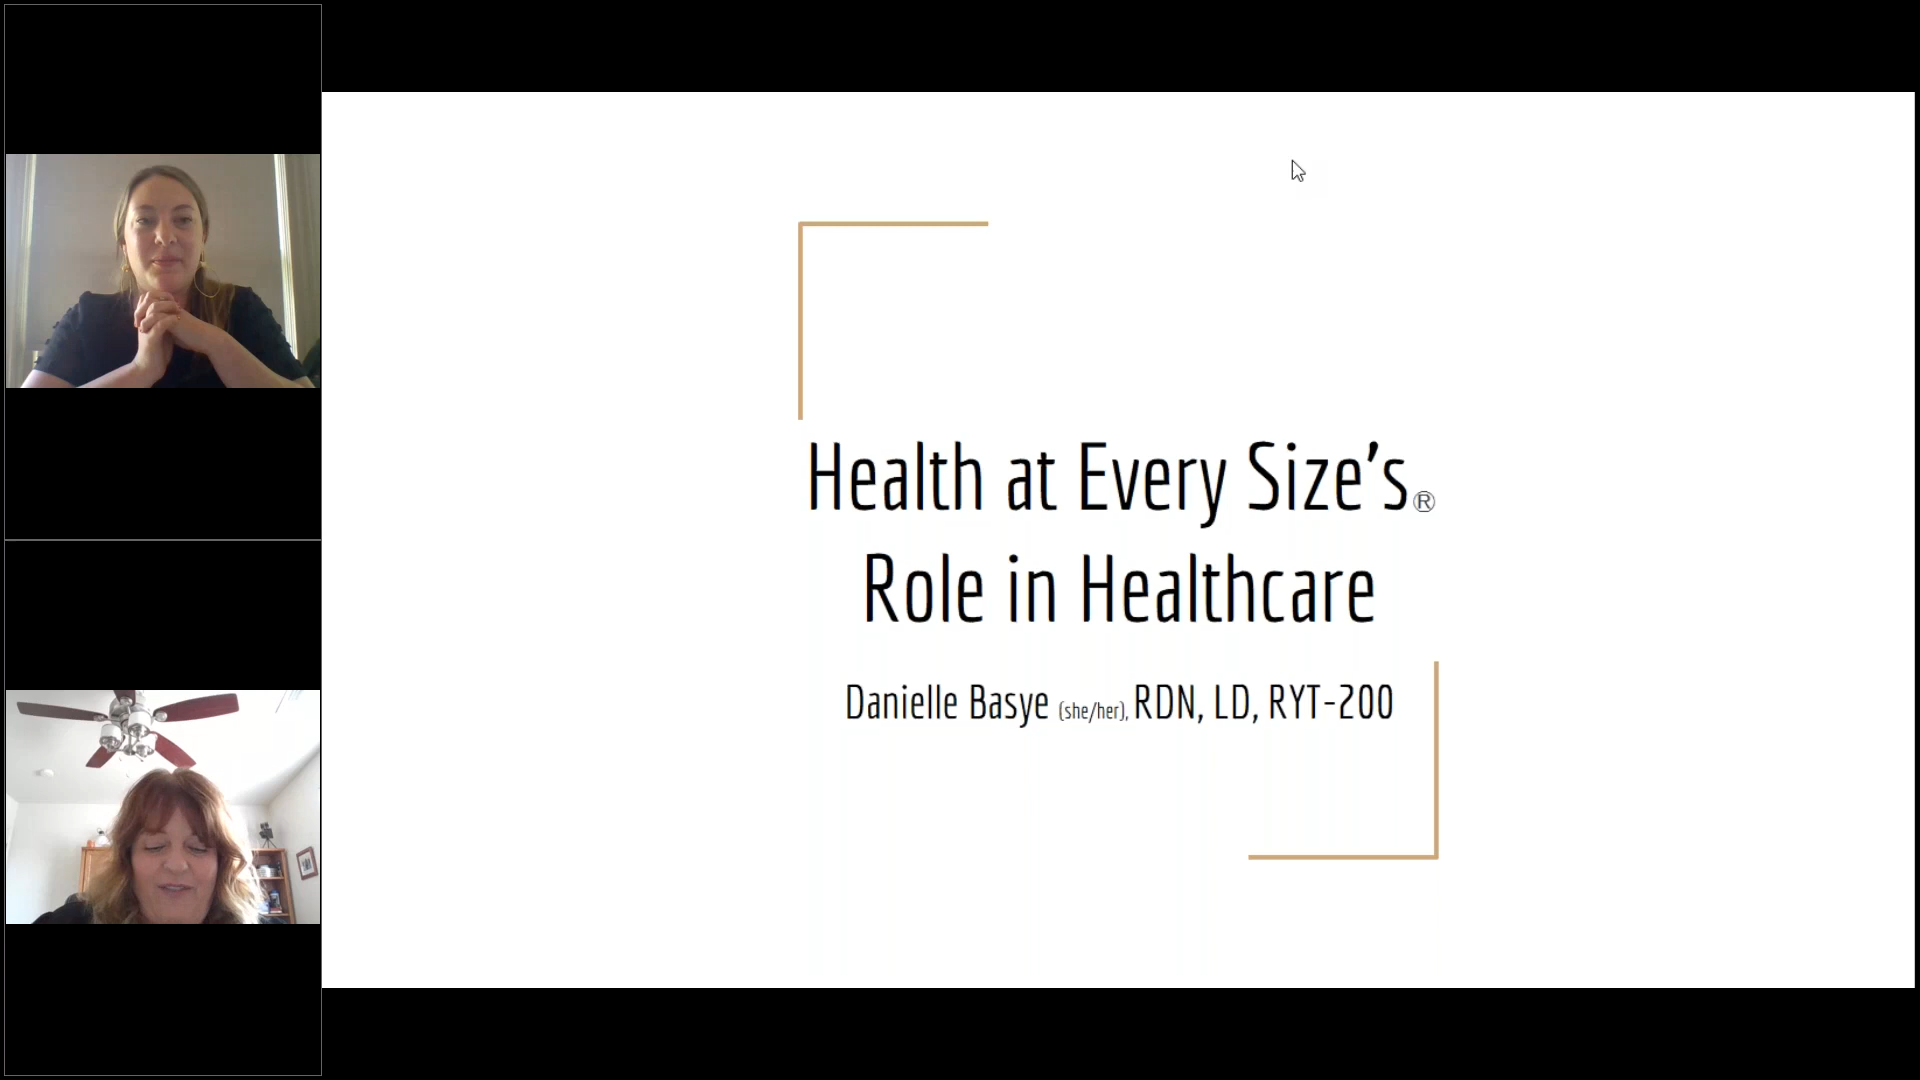 Health at Every Size’s®
Role in Healthcare
Danielle Basye (she/her), RDN, LD, RYT-200